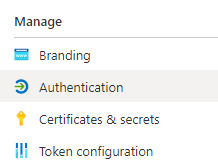 Manage
Branding
Authentication
Certificates & secrets
Token configuration